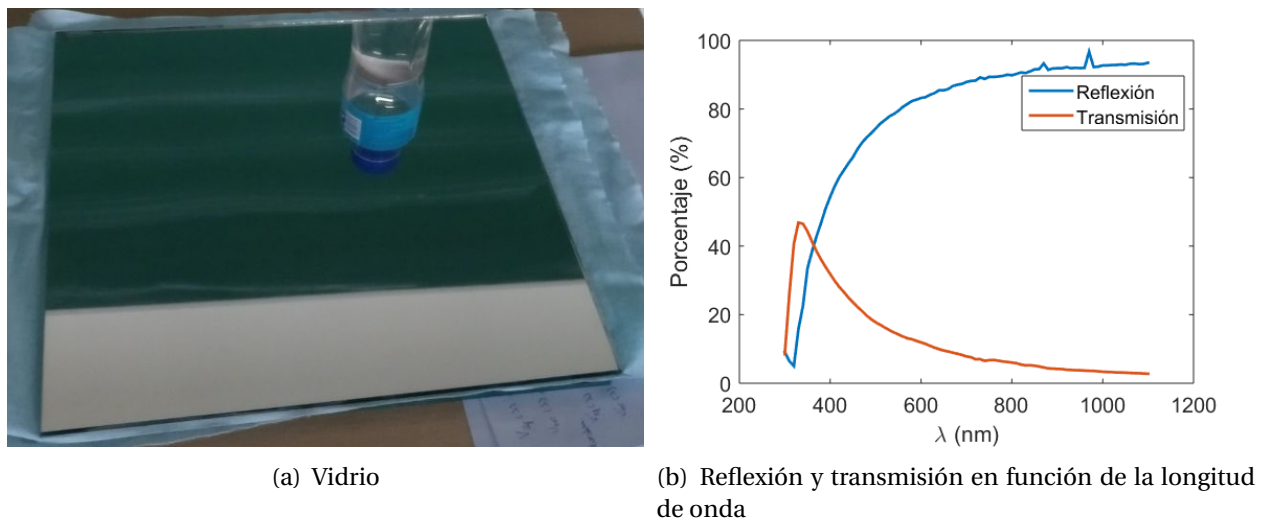 100
80
60
40
20
0
Porcentaje (%)
Reflexión
Transmisión
200 400 600 800 1000 1200
λ (nm)
(a) Vidrio
(b) Reflexión y transmisión en función de la longitud
de onda